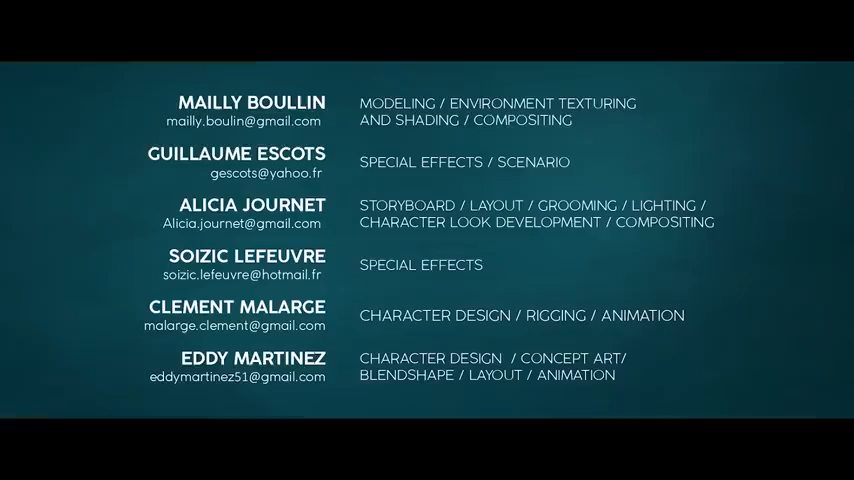 MAILLY BOULLIN
mailly.boulin@gmail.com
MODELING / ENVIRONMENT TEXTURING
AND SHADING / COMPOSITING
GUILLAUME ESCOTS
gescots@yahoo.fr
SPECIAL EFFECTS / SCENARIO
ALICIA JOURNET
Alicia.journet@gmail.com
STORYBOARD / LAYOUT / GROOMING / LIGHTING /
CHARACTER LOOK DEVELOPMENT / COMPOSITING
SOIZIC LEFEUVRE
soizic.lefeuvre@hotmail.fr
SPECIAL EFFECTS
CLEMENT MALARGE
malarge.clement@gmail.com
CHARACTER DESIGN / RIGGING / ANIMATION
EDDY MARTINEZ
eddymartinez51@gmail.com
CHARACTER DESIGN / CONCEPT ART/
BLENDSHAPE / LAYOUT / ANIMATION